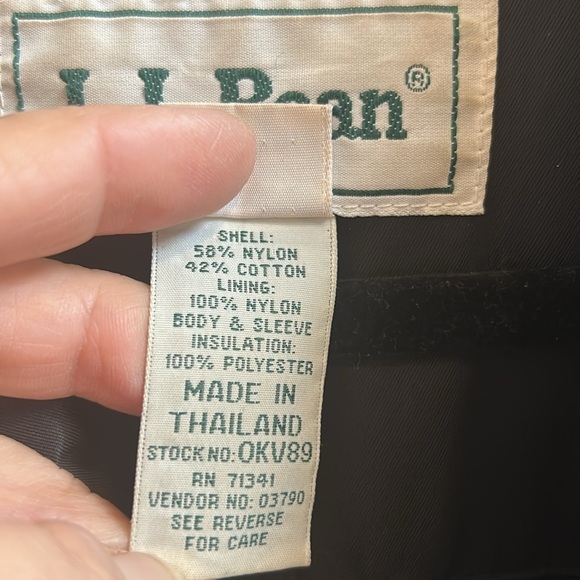 L.L.Bean®
SHELL:
58% NYLON
42% COTTON
LINING:
100% NYLON
BODY & SLEEVE
INSULATION:
100% POLYESTER
MADE IN
THAILAND
STOCK NO: OKV89
RN 71341
VENDOR NO: 03790
SEE REVERSE
FOR CARE